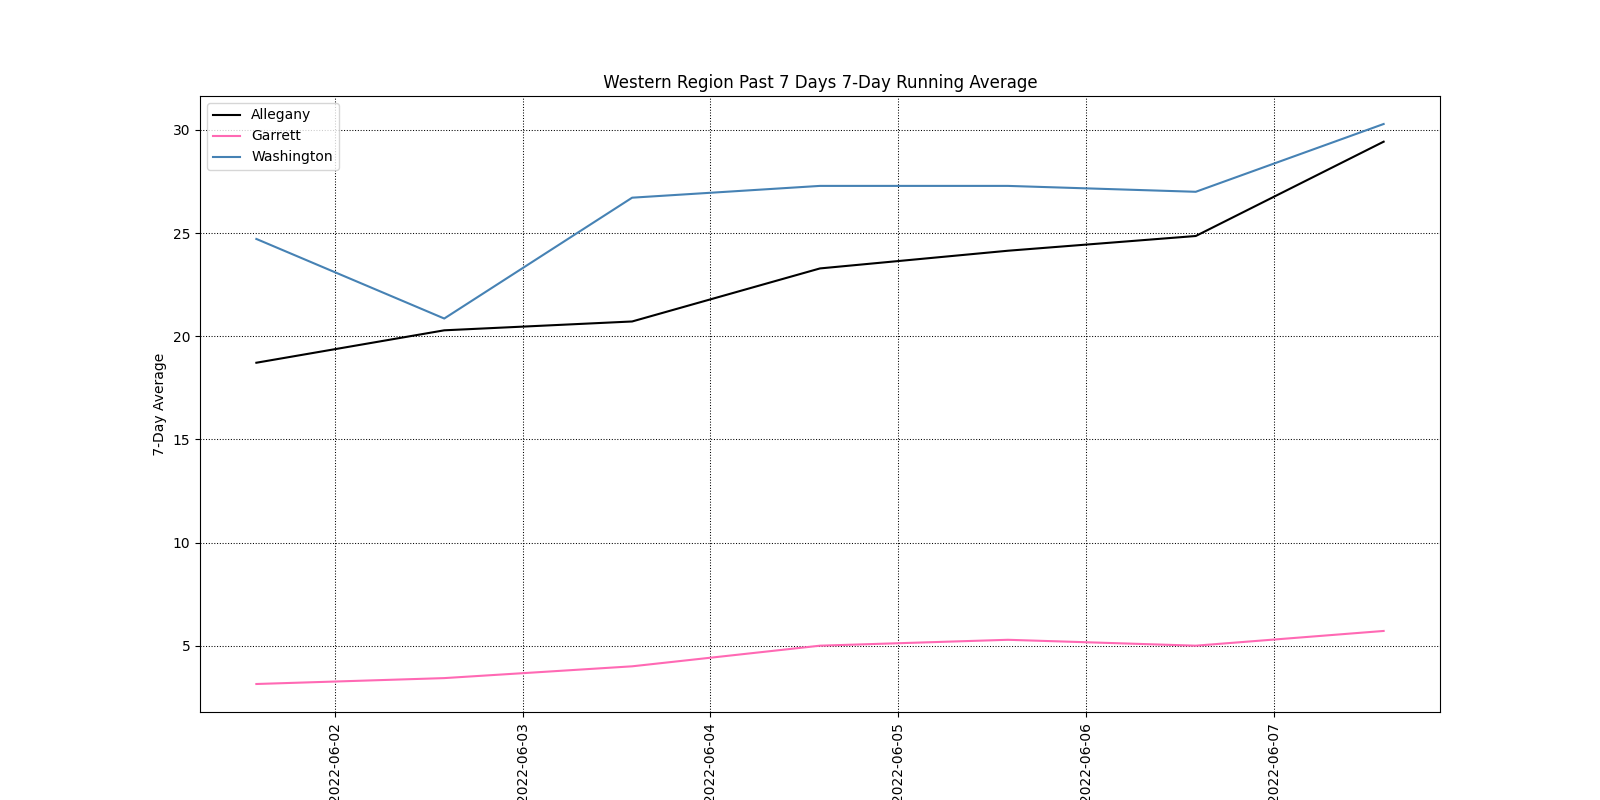 Western Region Past 7 Days 7-Day Running Average
Allegany
Garrett
Washington
30
25
20
15
10
5
7-Day Average
2022-06-02
2022-06-03
2022-06-04
2022-06-05
2022-06-06
2022-06-07